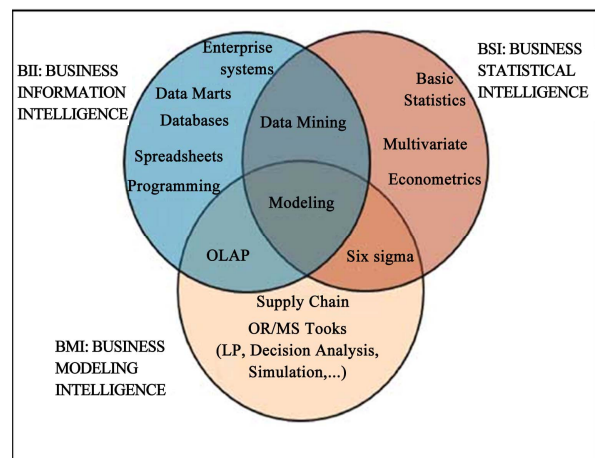 BII: BUSINESS
INFORMATION
INTELLIGENCE
BSI: BUSINESS
STATISTICAL
INTELLIGENCE
Enterprise
systems
Data Marts
Databases
Spreadsheets
Programming
Data Mining
Basic
Statistics
Multivariate
Econometrics
Modeling
OLAP
Six sigma
Supply Chain
OR/MS Tooks
(LP, Decision Analysis,
Simulation,...)
BMI: BUSINESS
MODELING
INTELLIGENCE